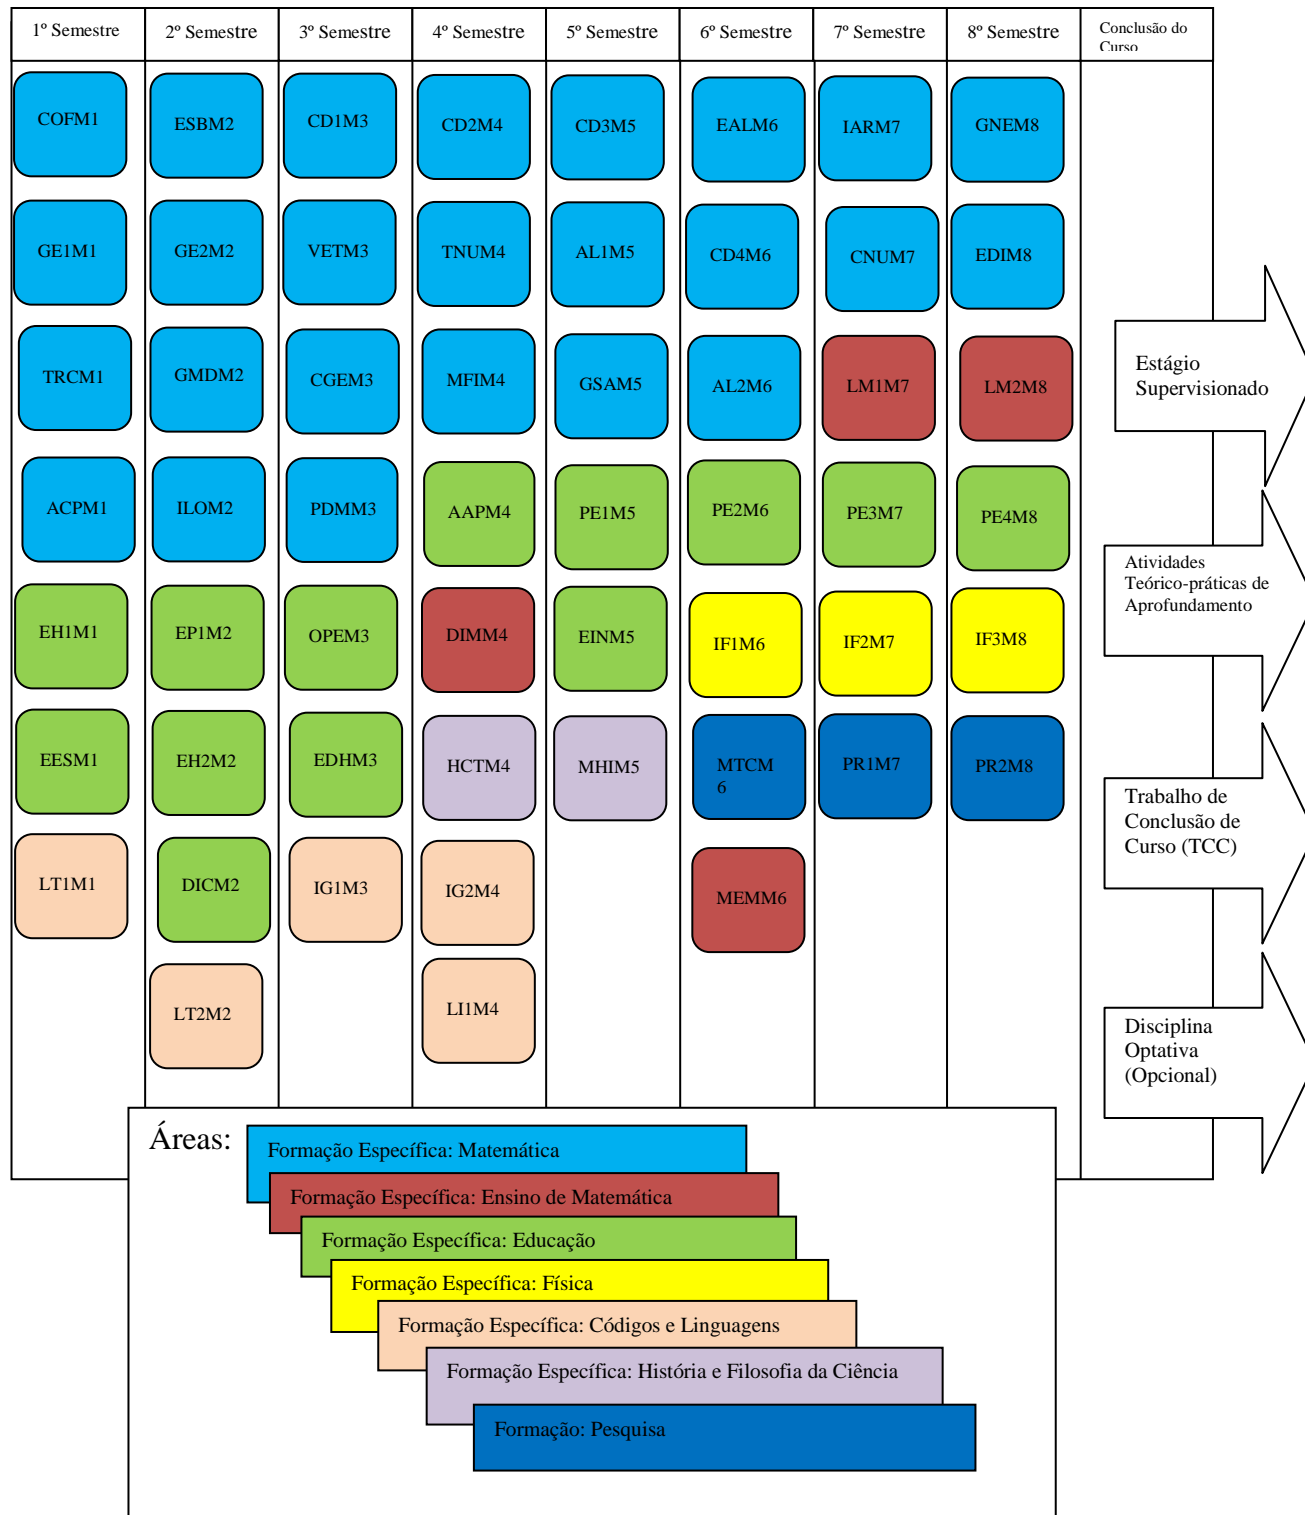 1º Semestre
2º Semestre
3º Semestre
4º Semestre
5º Semestre
6º Semestre
7º Semestre
8º Semestre
Conclusão do
Curso
COFM1
ESBM2
CD1M3
CD2M4
CD3M5
EALM6
IARM7
GNEM8
GE1M1
GE2M2
VETM3
TNUM4
AL1M5
CD4M6
CNUM7
EDIM8
TRCM1
GMDM2
CGEM3
MFIM4
GSAM5
AL2M6
LM1M7
LM2M8
ACPM1
ILOM2
PDMM3
AAPM4
PE1M5
PE2M6
PE3M7
PE4M8
EH1M1
EP1M2
OPEM3
DIMM4
EINM5
IF1M6
IF2M7
IF3M8
EESM1
EH2M2
EDHM3
HCTM4
MHIM5
MTCM
6
PR1M7
PR2M8
LT1M1
DICM2
IG1M3
IG2M4
MEMM6
LT2M2
LI1M4
Estágio
Supervisionado
Atividades
Teórico-práticas de
Aprofundamento
Trabalho de
Conclusão de
Curso (TCC)
Disciplina
Optativa
(Opcional)
Áreas:
Formação Específica: Matemática
Formação Específica: Ensino de Matemática
Formação Específica: Educação
Formação Específica: Física
Formação Específica: Códigos e Linguagens
Formação Específica: História e Filosofia da Ciência
Formação: Pesquisa